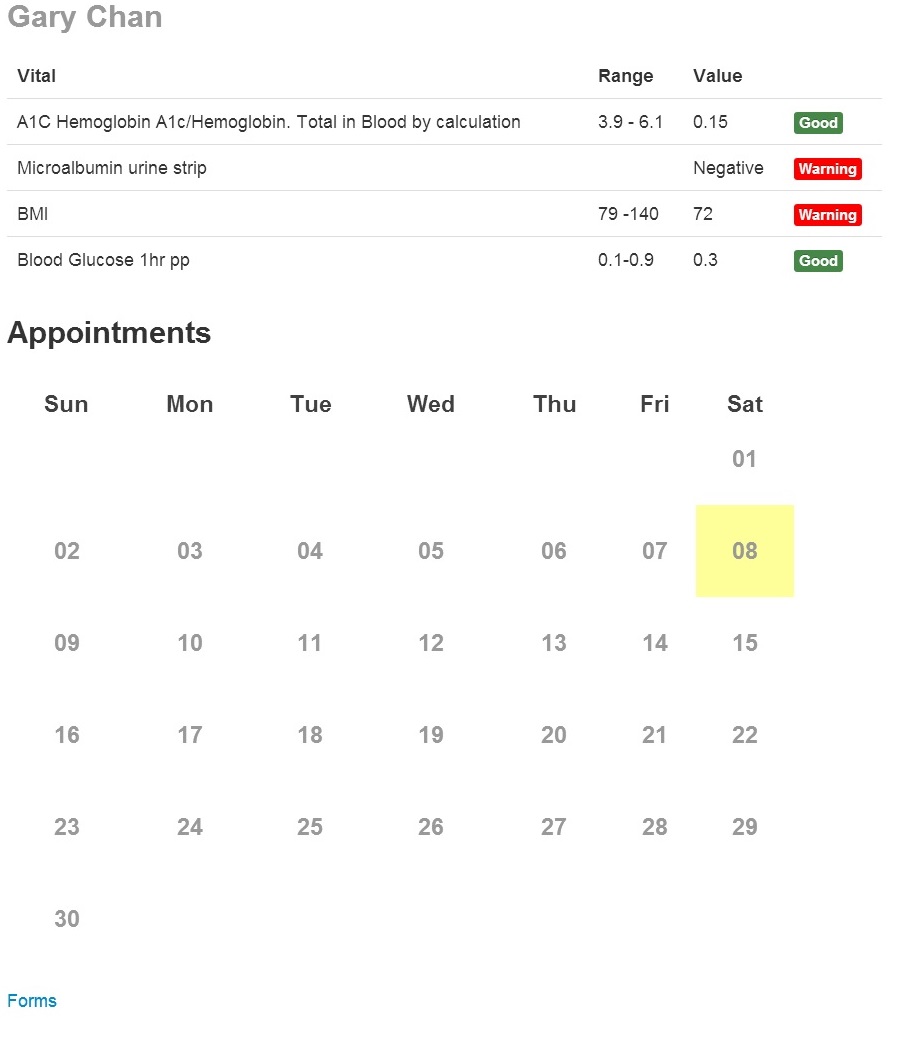 Gary Chan
Vital Range Value
A1C Hemoglobin A1c/Hemoglobin. Total in Blood by calculation 3.9 - 6.1 0.15 Good
Microalbumin urine strip Negative Warning
BMI 79 -140 72 Warning
Blood Glucose 1hr pp 0.1-0.9 0.3 Good
Appointments
Sun Mon Tue Wed Thu Fri Sat
01
02 03 04 05 06 07 08
09 10 11 12 13 14 15
16 17 18 19 20 21 22
23 24 25 26 27 28 29
30
Forms